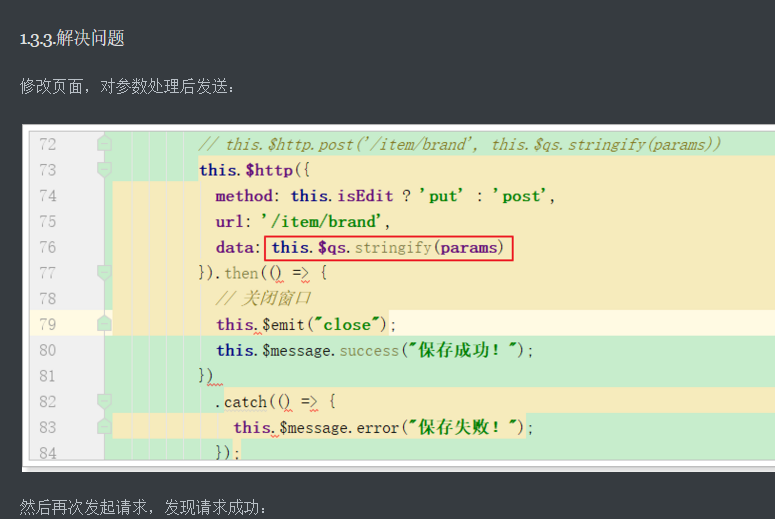 1.3.3.解决问题
修改页面，对参数处理后发送：
72 // this.$http.post('/item/brand', this.$qs.stringify(params))
73 this.$http({
74 method: this.isEdit ? 'put' : 'post',
75 url: '/item/brand',
76 data: this.$qs.stringify(params)
77 }).then(() => {
78 // 关闭窗口
79 this.$emit("close");
80 this.$message.success("保存成功！");
81 })
82 .catch(() => {
83 this.$message.error("保存失败！");
84 });
然后再次发起请求，发现请求成功：